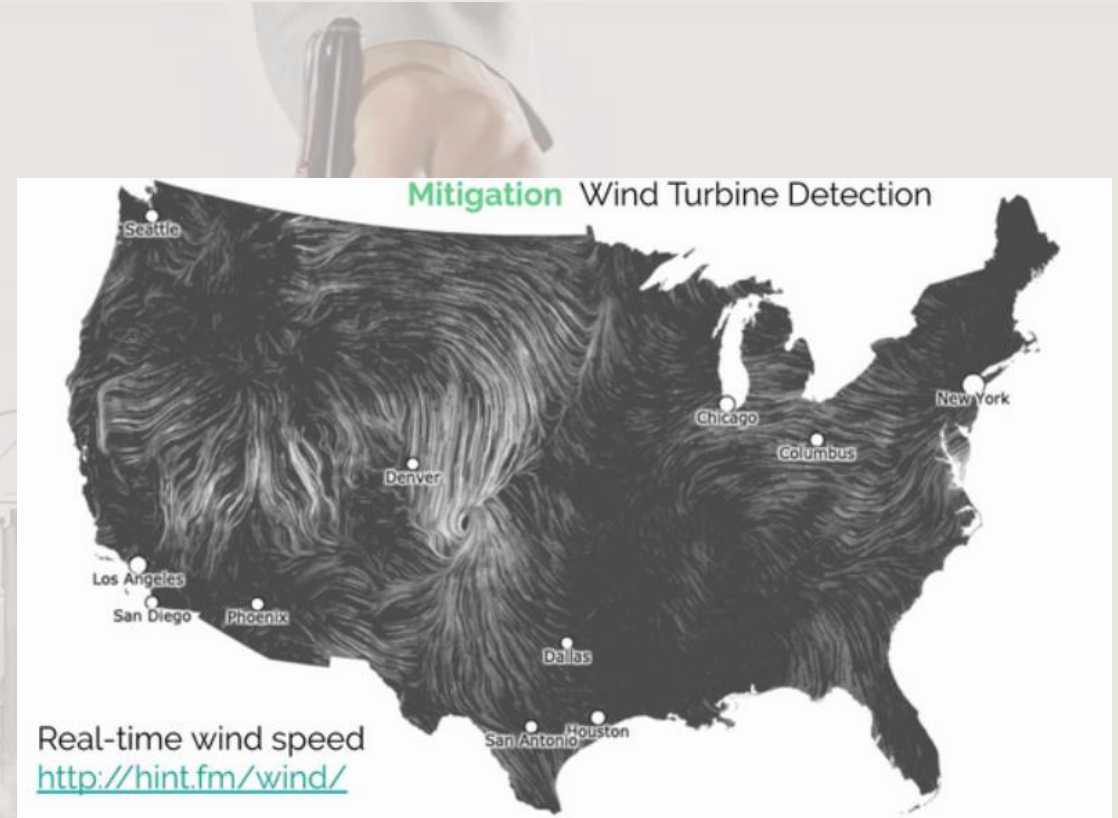 Mitigation Wind Turbine Detection
Seattle
New York
Chicago
Columbus
Denver
Los Angeles
San Diego
Phoenix
Dallas
San Antonio
Houston
Real-time wind speed
http://hint.fm/wind/